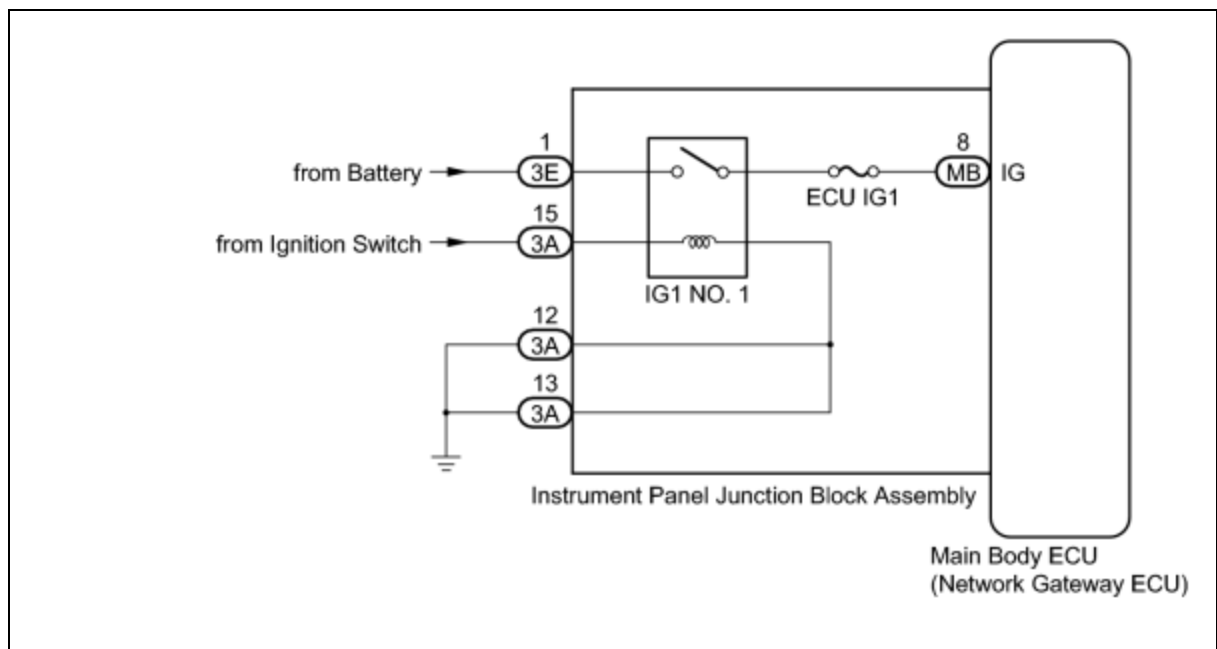 8
1
from Battery
3E
MB
IG
ECU IG1
15
from Ignition Switch
3A
IG1 NO. 1
12
3A
13
3A
Instrument Panel Junction Block Assembly
Main Body ECU
(Network Gateway ECU)